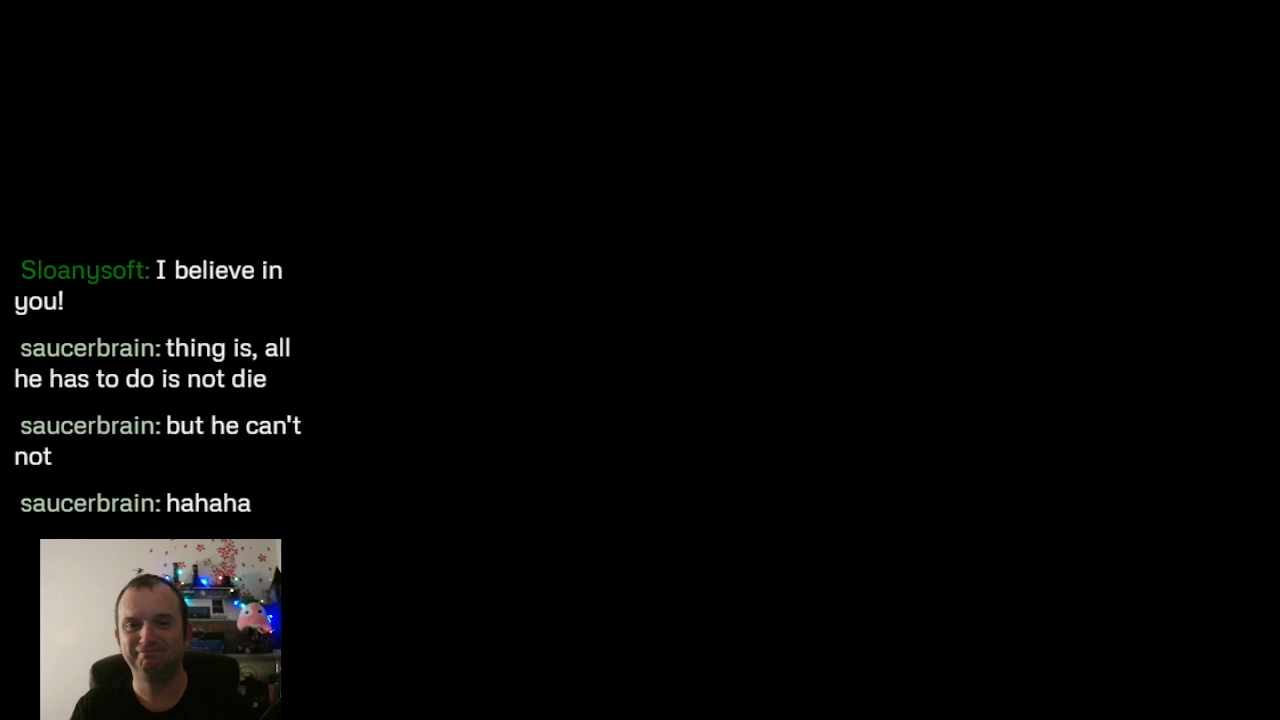 Sloanysoft: I believe in
you!
saucerbrain: thing is, all
he has to do is not die
saucerbrain: but he can't
not
saucerbrain: hahaha